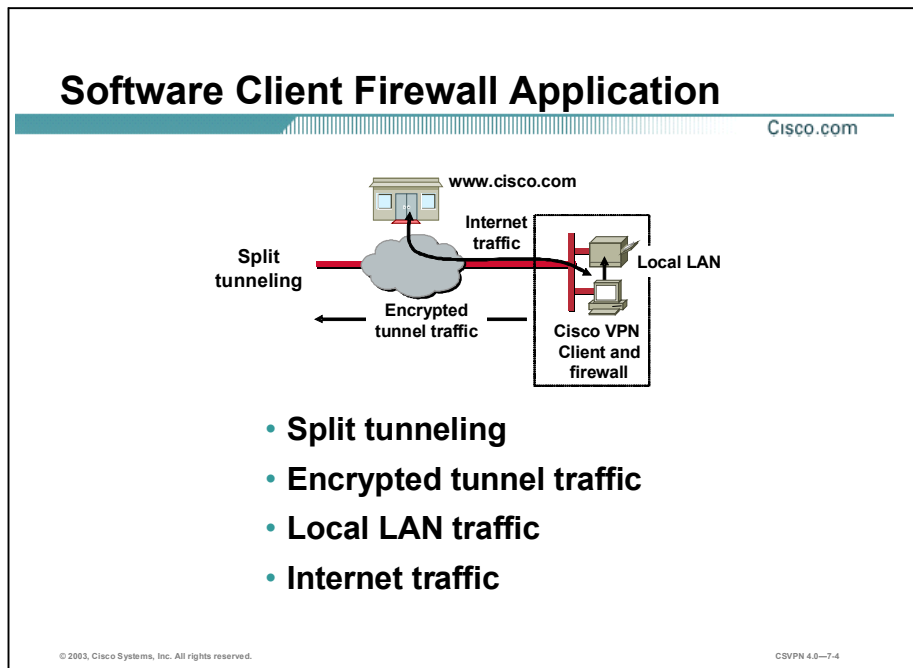 Software Client Firewall Application
Cisco.com
www.cisco.com
Internet
traffic
Split
tunneling
Local LAN
Encrypted
tunnel traffic
Cisco VPN
Client and
firewall
• Split tunneling
• Encrypted tunnel traffic
• Local LAN traffic
• Internet traffic
© 2003, Cisco Systems, Inc. All rights reserved.
CSVPN 4.0—7-4